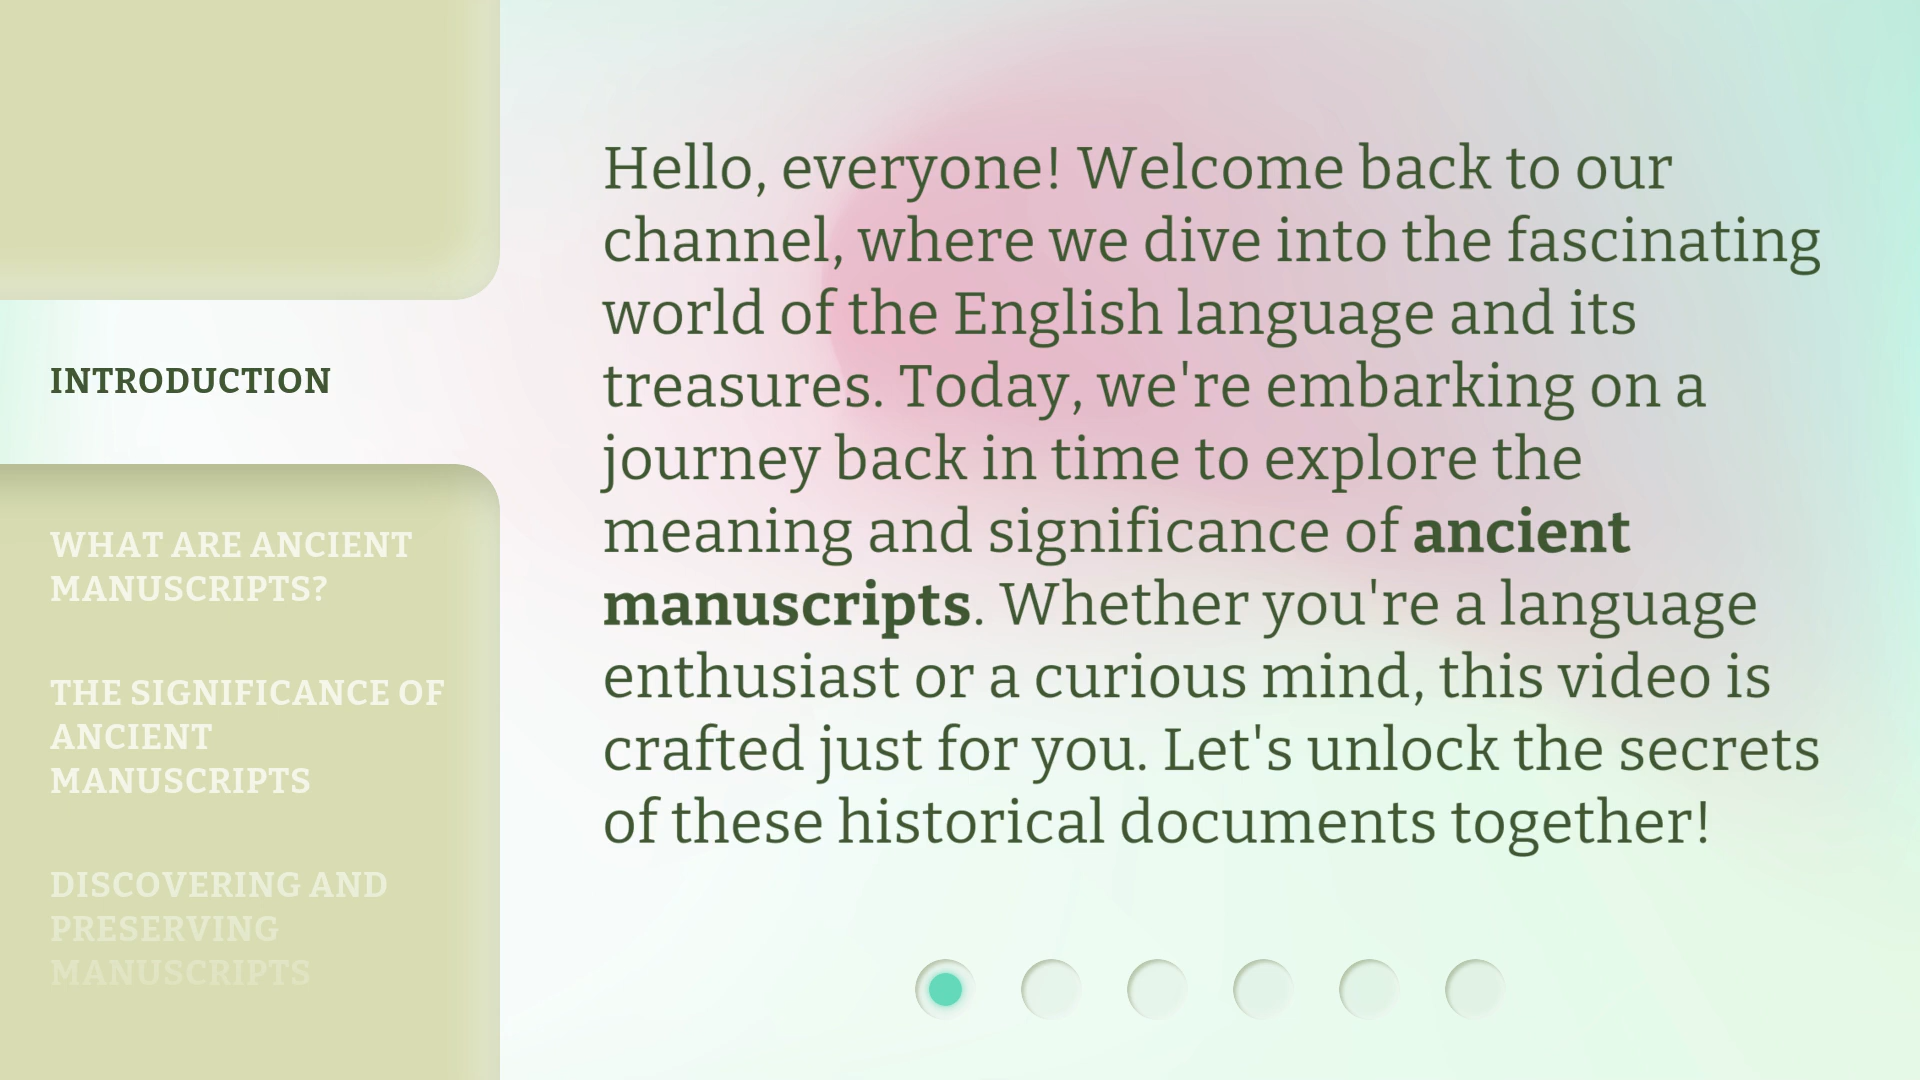 INTRODUCTION
WHAT ARE ANCIENT
MANUSCRIPTS?
THE SIGNIFICANCE OF
ANCIENT
MANUSCRIPTS
DISCOVERING AND
PRESERVING
MANUSCRIPTS
Hello, everyone! Welcome back to our
channel, where we dive into the fascinating
world of the English language and its
treasures. Today, we're embarking on a
journey back in time to explore the
meaning and significance of ancient
manuscripts. Whether you're a language
enthusiast or a curious mind, this video is
crafted just for you. Let's unlock the secrets
of these historical documents together!